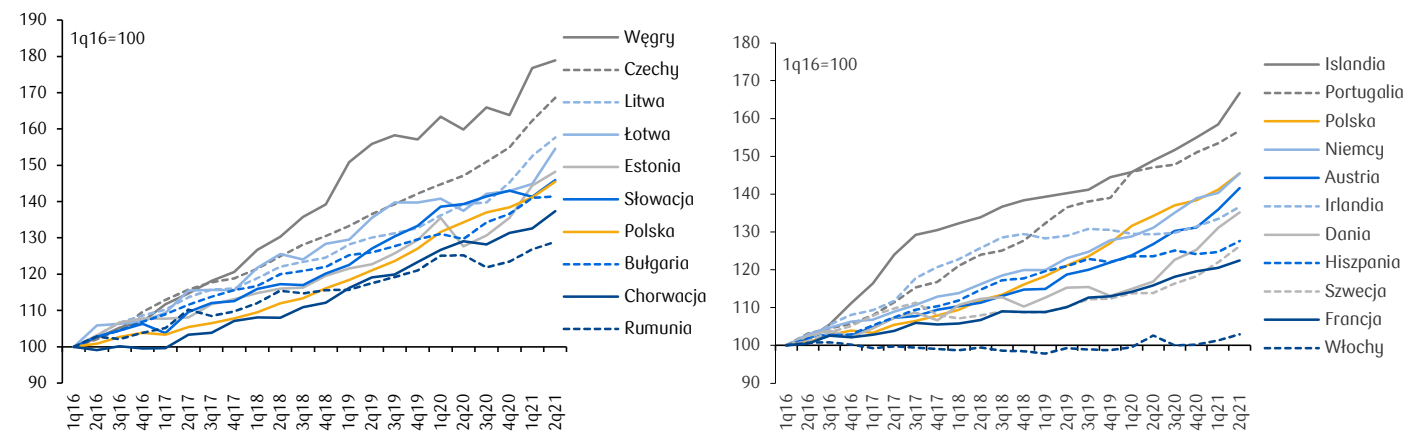 190
180
170
160
150
140
130
120
110
100
90
1q16=100
Węgry
Czechy
Litwa
Łotwa
Estonia
Słowacja
Polska
Bułgaria
Chorwacja
Rumunia
1q16
2q16
3q16
4q16
1q17
2q17
3q17
4q17
1q18
2q18
3q18
4q18
1q19
2q19
3q19
4q19
1q20
2q20
3q20
4q20
1q21
2q21
180
170
160
150
140
130
120
110
100
90
1q16=100
Islandia
Portugalia
Polska
Niemcy
Austria
Irlandia
Dania
Hiszpania
Szwecja
Francja
Włochy
1q16
2q16
3q16
4q16
1q17
2q17
3q17
4q17
1q18
2q18
3q18
4q18
1q19
2q19
3q19
4q19
1q20
2q20
3q20
4q20
1q21
2q21